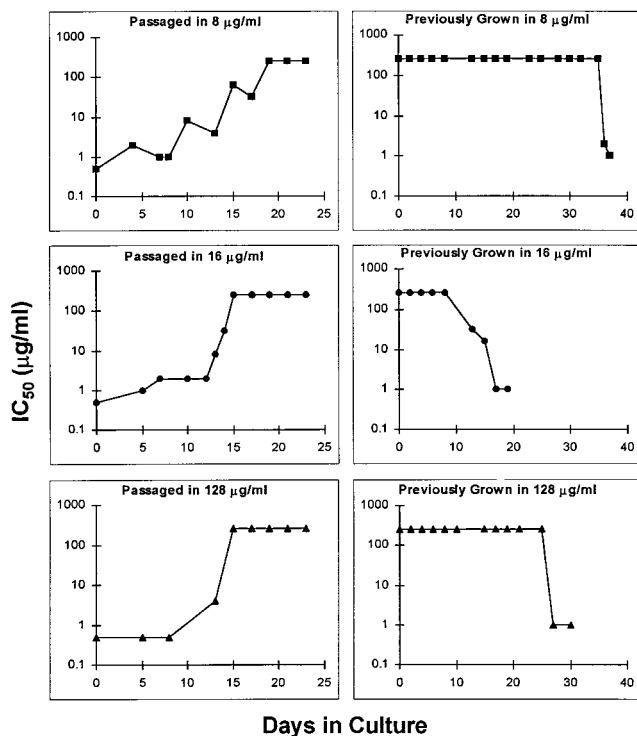 Passaged in 8 µg/ml
1000
100
10
1
0.1
0 5 10 15 20 25
Previously Grown in 8 µg/ml
1000
100
10
1
0.1
0 10 20 30 40
Passaged in 16 µg/ml
1000
100
10
1
0.1
0 5 10 15 20 25
Previously Grown in 16 µg/ml
1000
100
10
1
0.1
0 10 20 30 40
Passaged in 128 µg/ml
1000
100
10
1
0.1
0 5 10 15 20 25
Previously Grown in 128 µg/ml
1000
100
10
1
0.1
0 10 20 30 40
IC50 (µg/ml)
Days in Culture